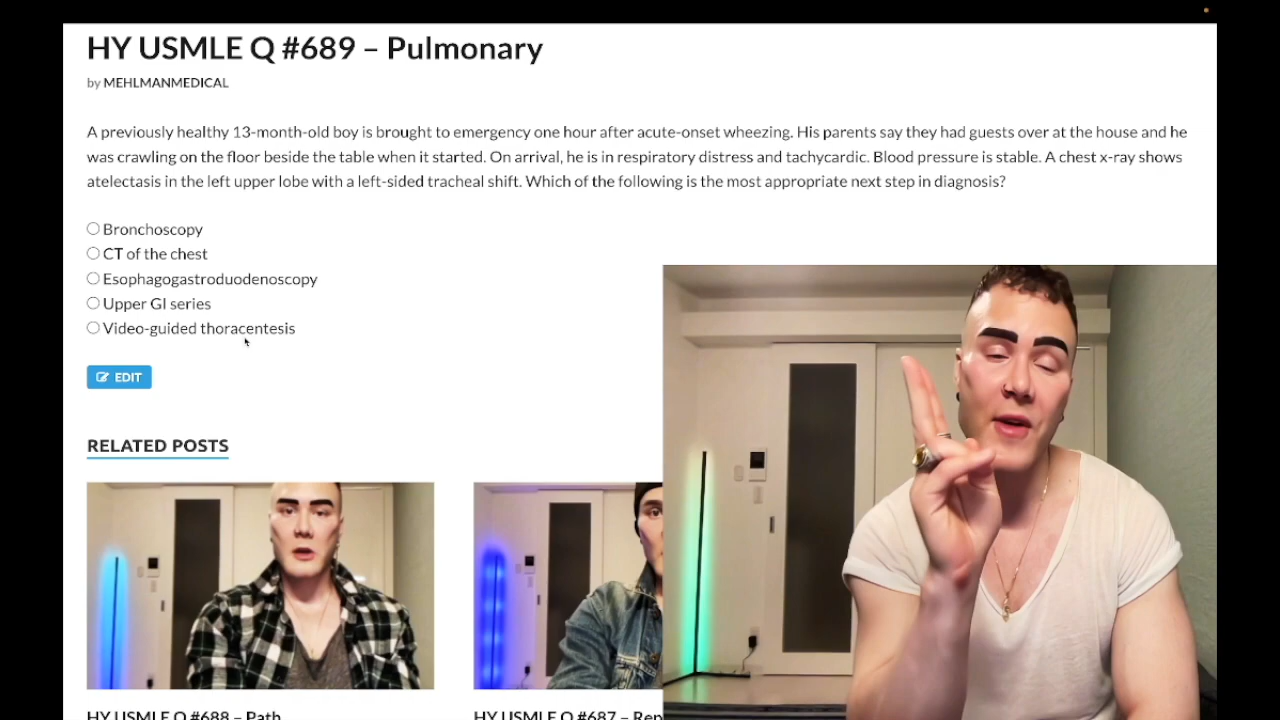 HY USMLE Q #689 – Pulmonary
by MEHLMANMEDICAL
A previously healthy 13-month-old boy is brought to emergency one hour after acute-onset wheezing. His parents say they had guests over at the house and he
was crawling on the floor beside the table when it started. On arrival, he is in respiratory distress and tachycardic. Blood pressure is stable. A chest x-ray shows
atelectasis in the left upper lobe with a left-sided tracheal shift. Which of the following is the most appropriate next step in diagnosis?
Bronchoscopy
CT of the chest
Esophagogastroduodenoscopy
Upper GI series
Video-guided thoracentesis
EDIT
RELATED POSTS
HY USMLE Q #688 – Path
HY USMLE Q #687 – Rep